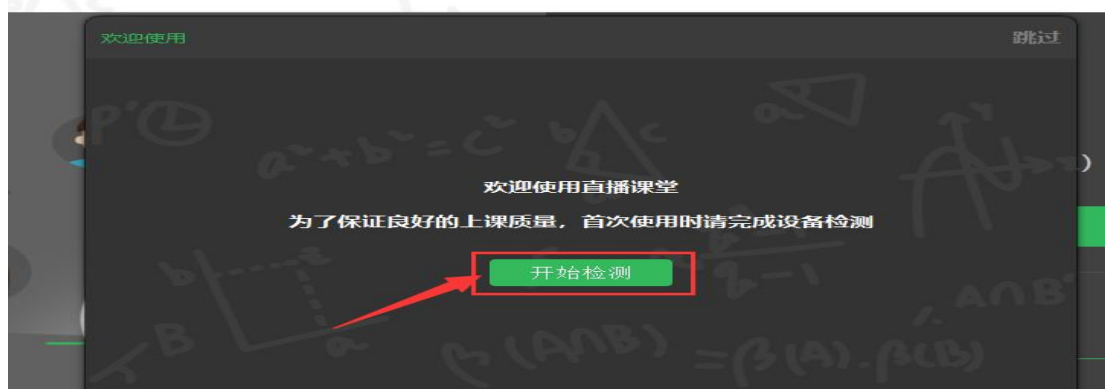 欢迎使用
跳过
欢迎使用直播课堂
为了保证良好的上课质量，首次使用时请完成设备检测
开始检测